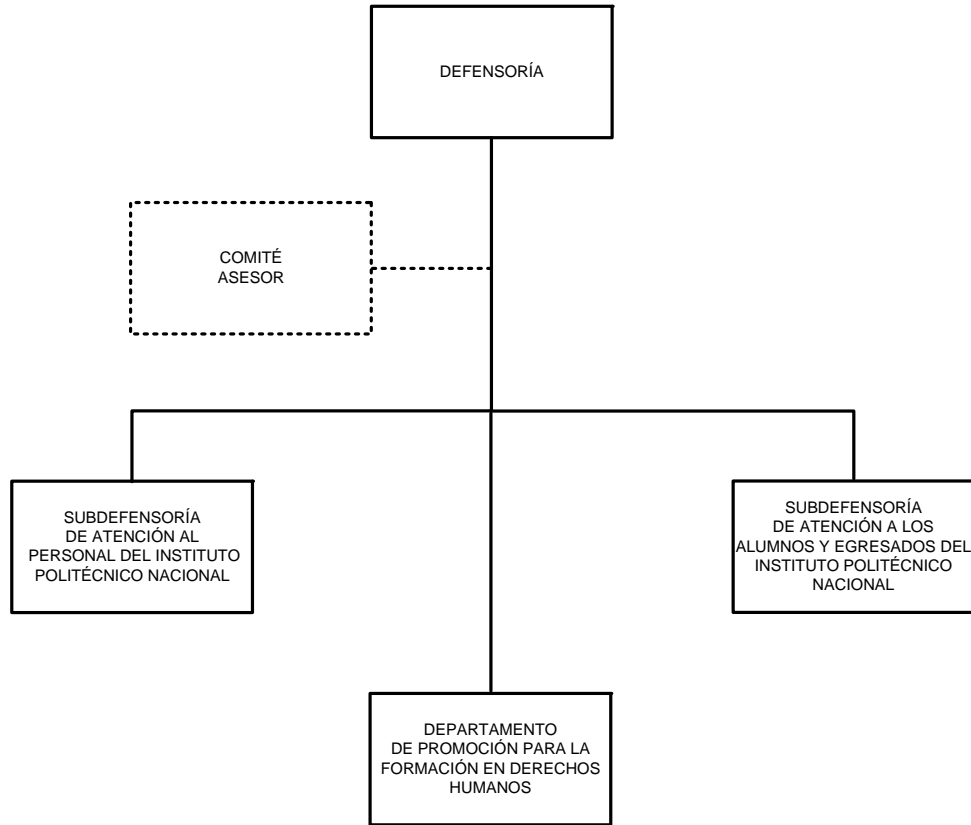 DEFENSORÍA
COMITÉ
ASESOR
SUBDEFENSORÍA
DE ATENCIÓN AL
PERSONAL DEL INSTITUTO
POLITÉCNICO NACIONAL
SUBDEFENSORÍA
DE ATENCIÓN A LOS
ALUMNOS Y EGRESADOS DEL
INSTITUTO POLITÉCNICO
NACIONAL
DEPARTAMENTO
DE PROMOCIÓN PARA LA
FORMACIÓN EN DERECHOS
HUMANOS